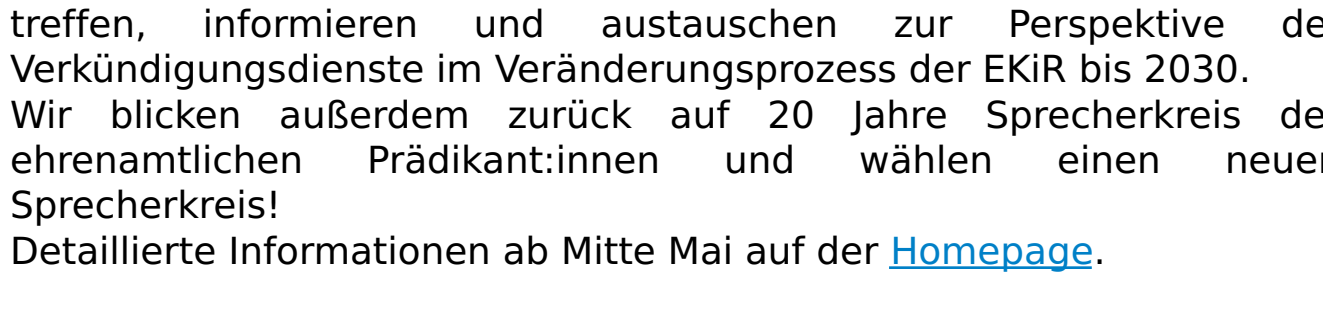 treffen, informieren und austauschen zur Perspektive de
Verkündigungsdienste im Veränderungsprozess der EKiR bis 2030.
Wir blicken außerdem zurück auf 20 Jahre Sprecherkreis de
ehrenamtlichen Prädikant:innen und wählen einen neuen
Sprecherkreis!
Detaillierte Informationen ab Mitte Mai auf der Homepage.